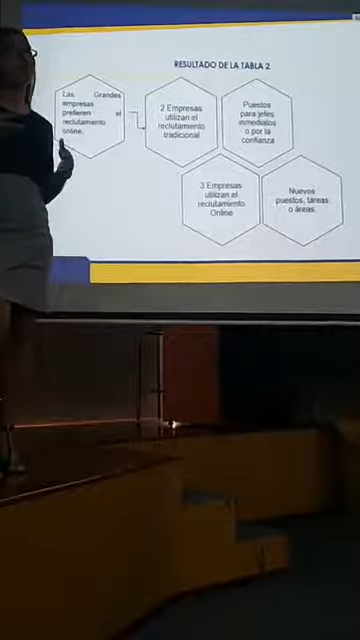 RESULTADO DE LA TABLA 2
Las Grandes
empresas
prefieren el
reclutamiento
online.
2 Empresas
utilizan el
reclutamiento
tradicional
Puestos
para jefes
inmediatos
o por la
confianza
3 Empresas
utilizan el
reclutamiento
Online
Nuevos
puestos, tareas
o áreas.